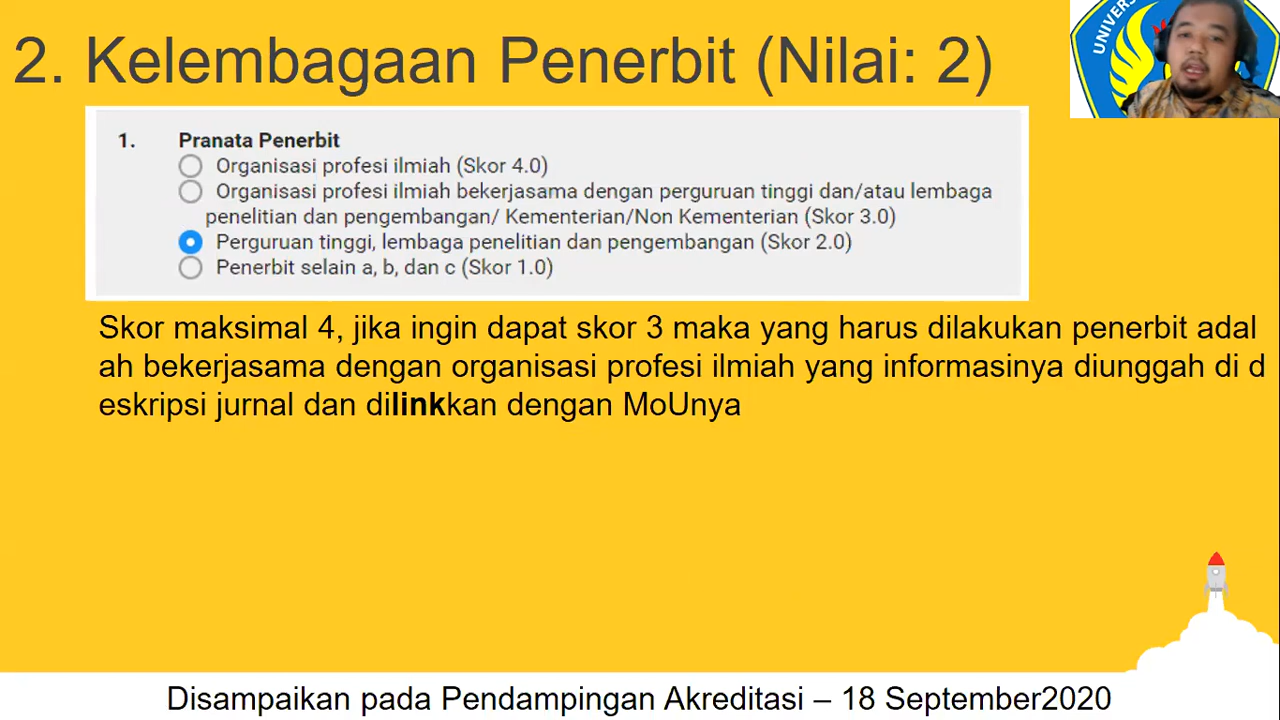 2. Kelembagaan Penerbit (Nilai: 2)
UNIVERS
1. Pranata Penerbit
Organisasi profesi ilmiah (Skor 4.0)
Organisasi profesi ilmiah bekerjasama dengan perguruan tinggi dan/atau lembaga
penelitian dan pengembangan/ Kementerian/Non Kementerian (Skor 3.0)
Perguruan tinggi, lembaga penelitian dan pengembangan (Skor 2.0)
Penerbit selain a, b, dan c (Skor 1.0)
Skor maksimal 4, jika ingin dapat skor 3 maka yang harus dilakukan penerbit adal
ah bekerjasama dengan organisasi profesi ilmiah yang informasinya diunggah di d
eskripsi jurnal dan dilinkkan dengan MoUnya
Disampaikan pada Pendampingan Akreditasi – 18 September2020